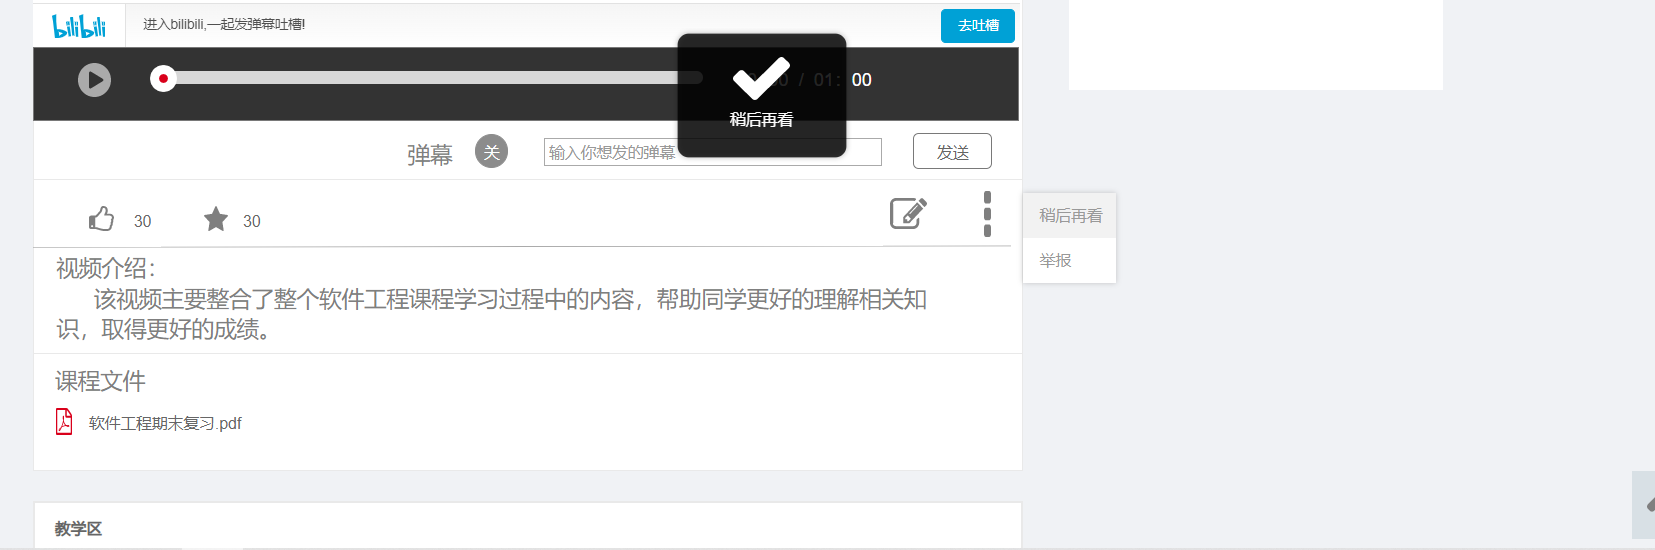 bilibili 进入bilibili,一起发弹幕吐槽! 去吐槽
0 / 01: 00
稍后再看
弹幕 关 输入你想发的弹幕 发送
30 30
稍后再看
举报
视频介绍：
该视频主要整合了整个软件工程课程学习过程中的内容，帮助同学更好的理解相关知
识，取得更好的成绩。
课程文件
软件工程期末复习.pdf
教学区